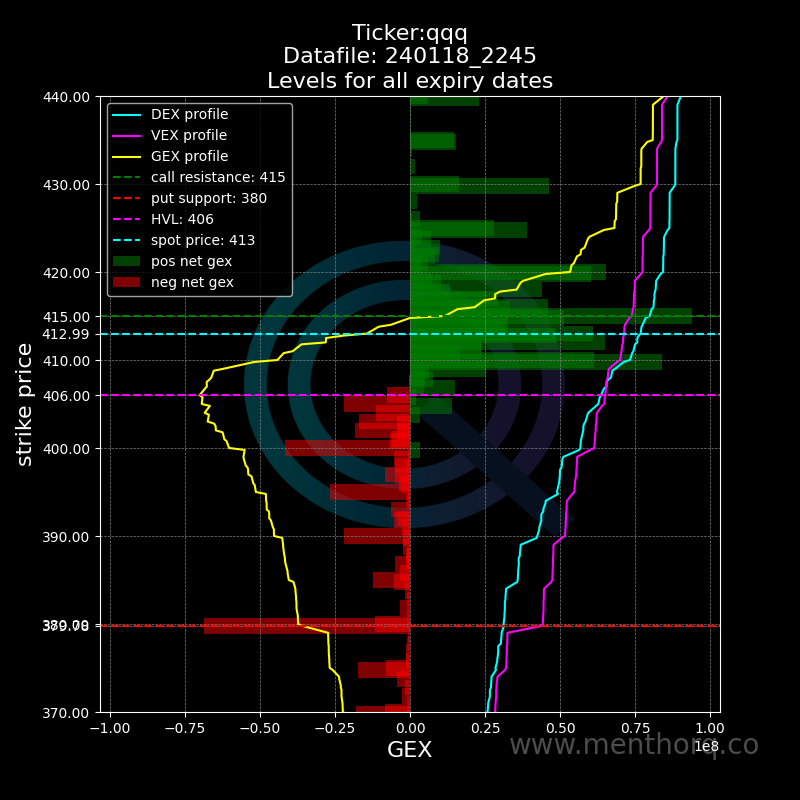 Ticker:qqq
Datafile: 240118_2245
Levels for all expiry dates
DEX profile
VEX profile
GEX profile
call resistance: 415
put support: 380
HVL: 406
spot price: 413
pos net gex
neg net gex
440.00
430.00
420.00
415.00
412.99
410.00
406.00
400.00
390.00
370.00
strike price
−1.00
−0.75
−0.50
−0.25
0.00
0.25
0.50
0.75
1.00
1e8
GEX
www.menthorq.co